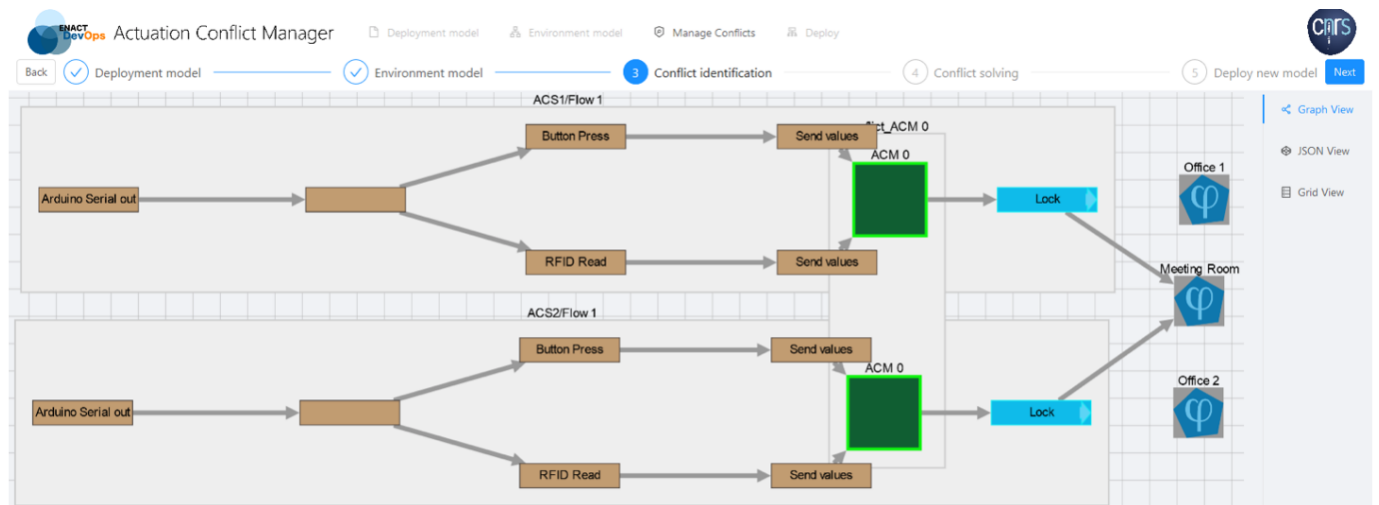 ENACT
DevOps
Actuation Conflict Manager
Deployment model
Environment model
Manage Conflicts
Deploy
cnrs
Back
Deployment model
Environment model
3
Conflict identification
4
Conflict solving
5
Deploy new model
Next
ACS1/Flow 1
Graph View
JSON View
Grid View
Button Press
Send values
flict_ACM 0
ACM 0
Office 1
φ
Arduino Serial out
Lock
RFID Read
Send values
Meeting Room
φ
ACS2/Flow 1
Button Press
Send values
ACM 0
Office 2
φ
Arduino Serial out
Lock
RFID Read
Send values